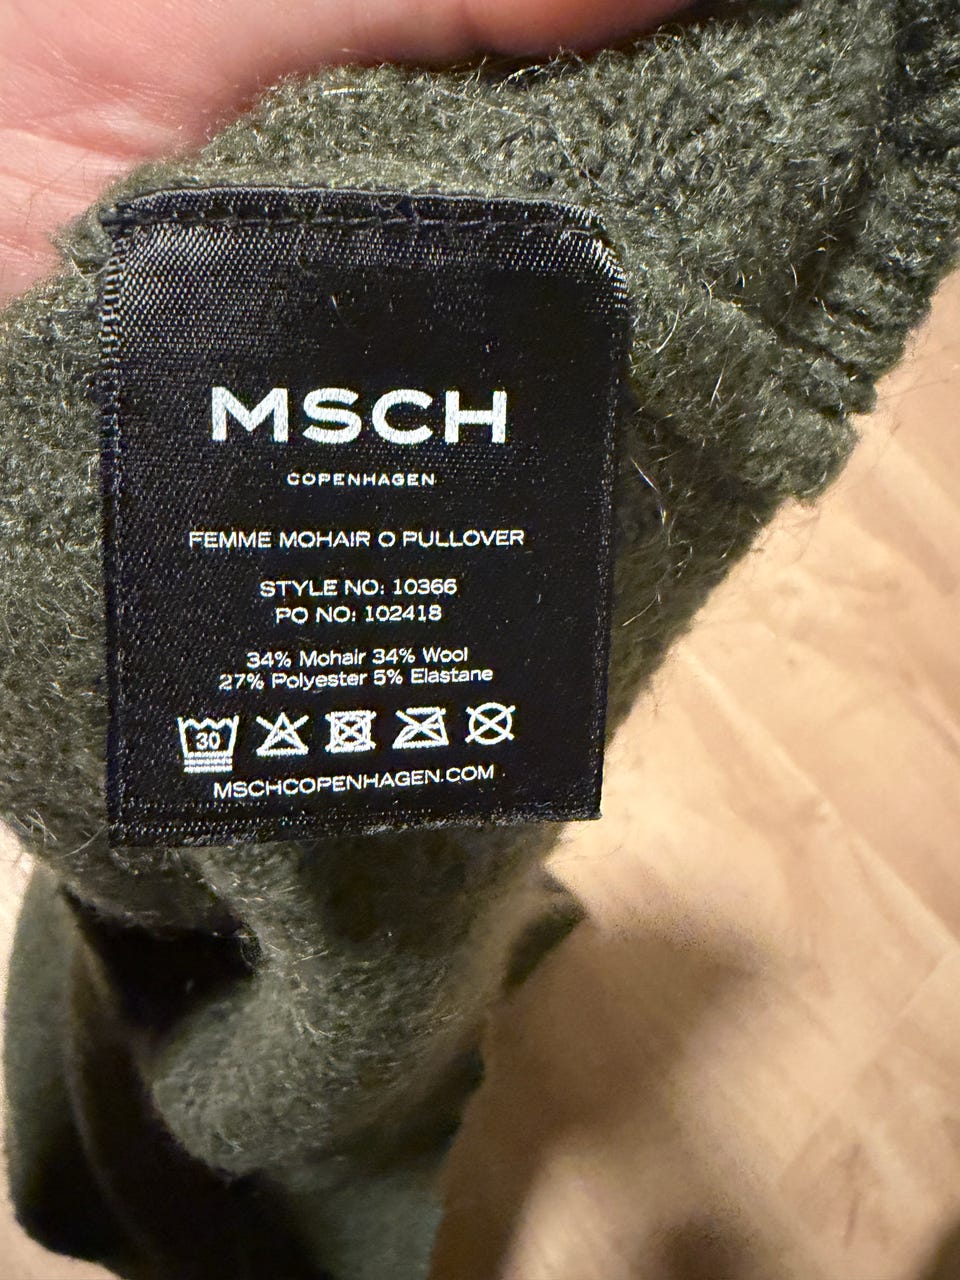 MSCH
COPENHAGEN
FEMME MOHAIR O PULLOVER
STYLE NO: 10366
PO NO: 102418
34% Mohair 34% Wool
27% Polyester 5% Elastane
30
MSCHCOPENHAGEN.COM